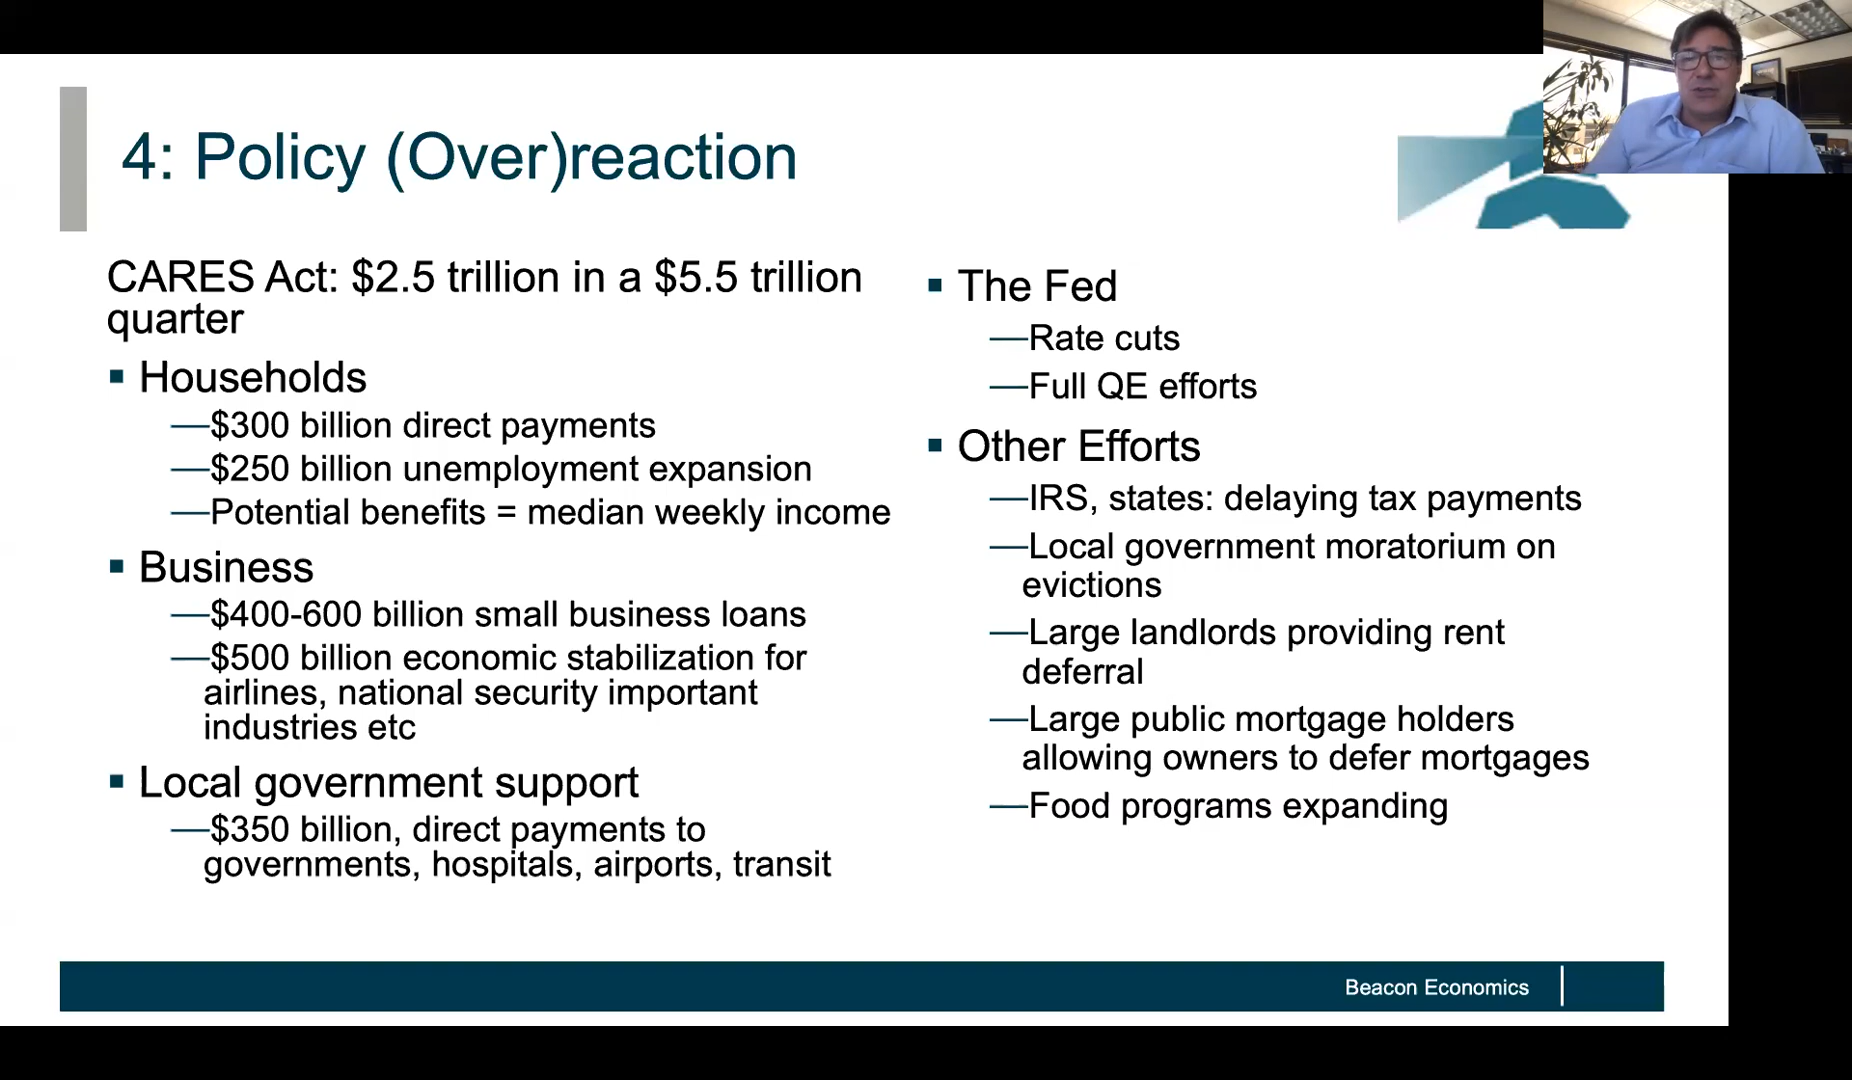 4: Policy (Over)reaction
CARES Act: $2.5 trillion in a $5.5 trillion
quarter
▪ Households
—$300 billion direct payments
—$250 billion unemployment expansion
—Potential benefits = median weekly income
▪ Business
—$400-600 billion small business loans
—$500 billion economic stabilization for
airlines, national security important
industries etc
▪ Local government support
—$350 billion, direct payments to
governments, hospitals, airports, transit
▪ The Fed
—Rate cuts
—Full QE efforts
▪ Other Efforts
—IRS, states: delaying tax payments
—Local government moratorium on
evictions
—Large landlords providing rent
deferral
—Large public mortgage holders
allowing owners to defer mortgages
—Food programs expanding
Beacon Economics